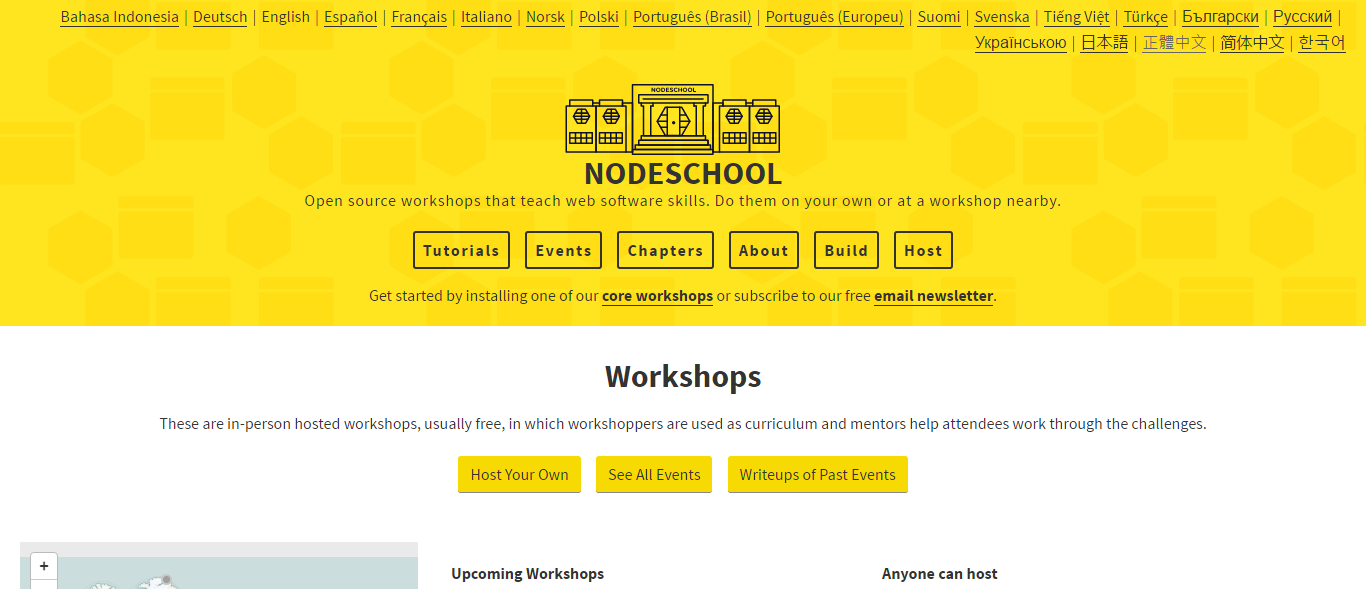 Bahasa Indonesia | Deutsch | English | Español | Français | Italiano | Norsk | Polski | Português (Brasil) | Português (Europeu) | Suomi | Svenska | Tiếng Việt | Türkçe | Български | Русский |
Українською | 日本語 | 正體中文 | 简体中文 | 한국어
NODESCHOOL
NODESCHOOL
Open source workshops that teach web software skills. Do them on your own or at a workshop nearby.
Tutorials Events Chapters About Build Host
Get started by installing one of our core workshops or subscribe to our free email newsletter.
Workshops
These are in-person hosted workshops, usually free, in which workshoppers are used as curriculum and mentors help attendees work through the challenges.
Host Your Own See All Events Writeups of Past Events
+
Upcoming Workshops Anyone can host